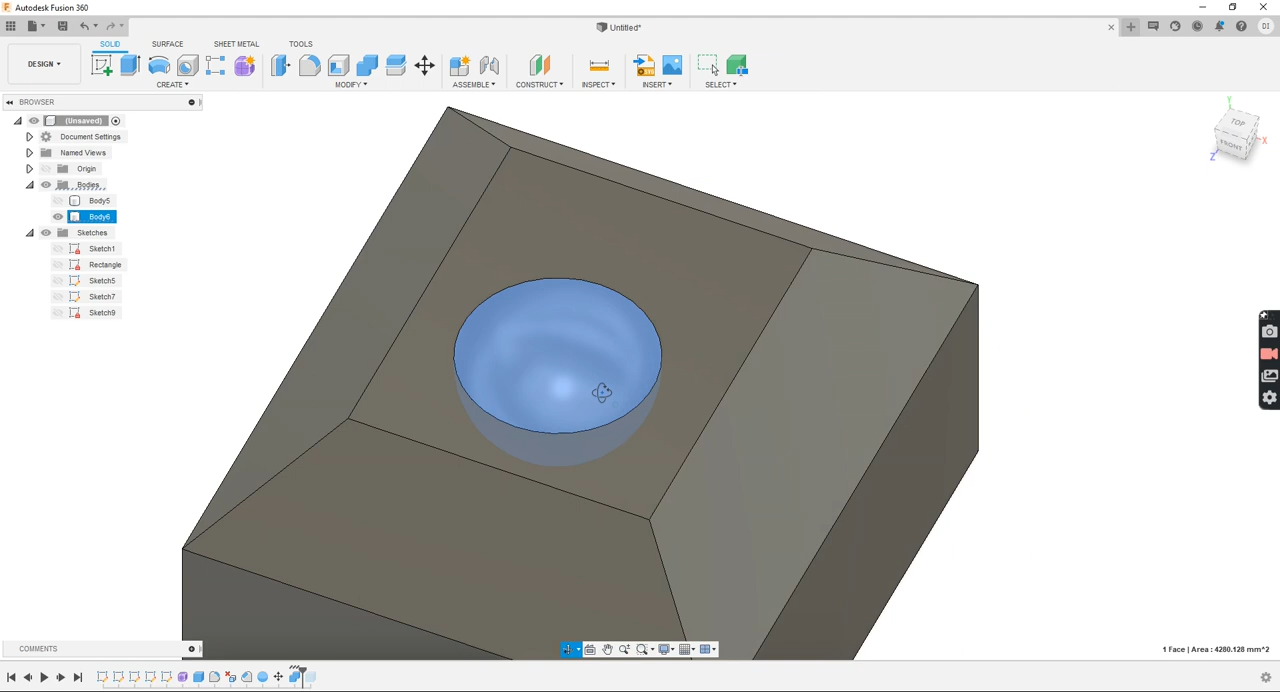 Autodesk Fusion 360
Untitled*
DI
DESIGN
SOLID SURFACE SHEET METAL TOOLS
CREATE MODIFY ASSEMBLE CONSTRUCT INSPECT INSERT SELECT
BROWSER
(Unsaved)
Document Settings
Named Views
Origin
Bodies
Body5
Body6
Sketches
Sketch1
Rectangle
Sketch5
Sketch7
Sketch9
Y
TOP
FRONT
X
Z
COMMENTS
1 Face | Area : 4280.128 mm^2